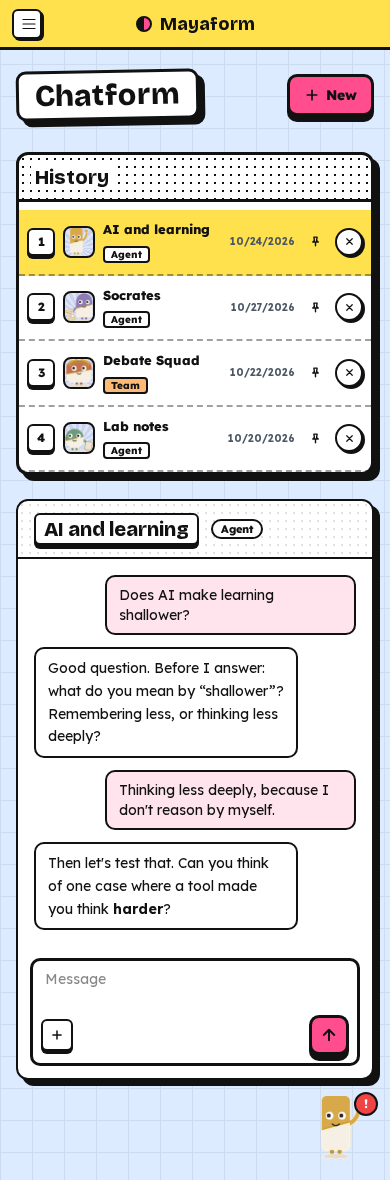 Mayaform
Chatform
+ New
History
1
AI and learning
Agent
10/24/2026
2
Socrates
Agent
10/27/2026
3
Debate Squad
Team
10/22/2026
4
Lab notes
Agent
10/20/2026
AI and learning
Agent
Does AI make learning
shallower?
Good question. Before I answer:
what do you mean by “shallower”?
Remembering less, or thinking less
deeply?
Thinking less deeply, because I
don't reason by myself.
Then let's test that. Can you think
of one case where a tool made
you think harder?
Message
+
!